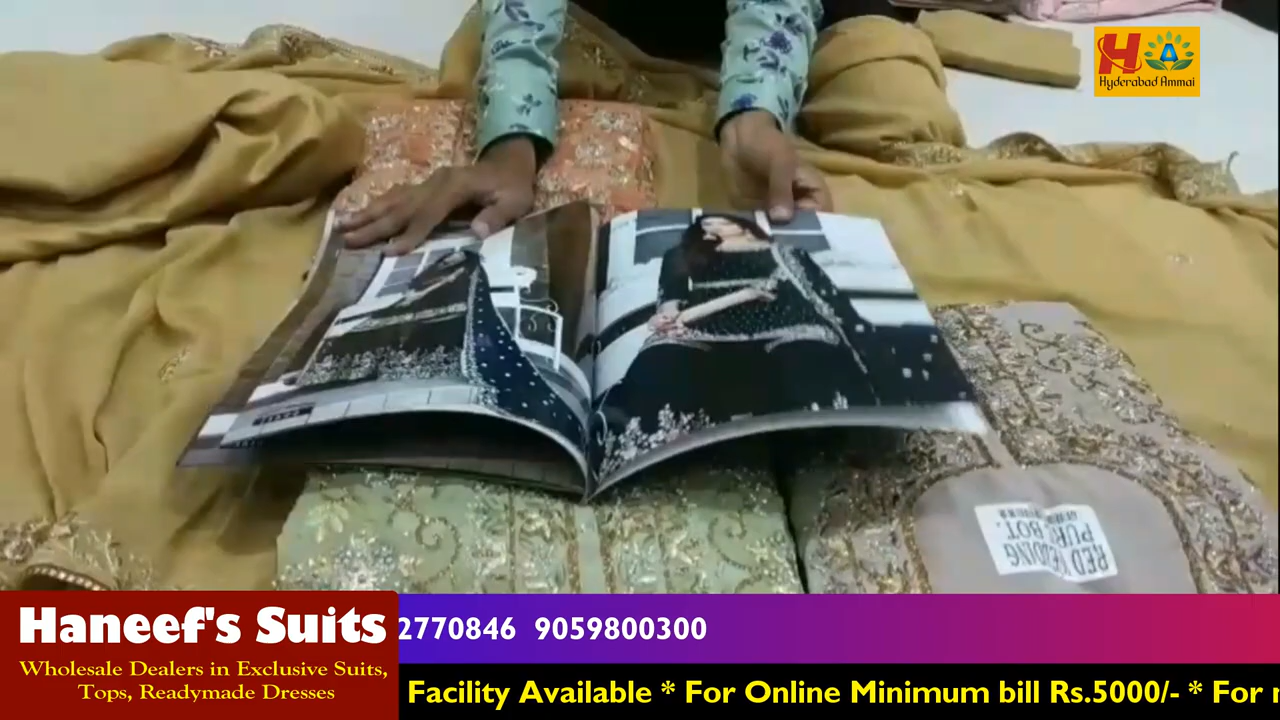 H
Hyderabad Ammai
RED WEDDING
PURE BOT.
Haneef's Suits
2770846 9059800300
Wholesale Dealers in Exclusive Suits,
Tops, Readymade Dresses
Facility Available * For Online Minimum bill Rs.5000/- * For